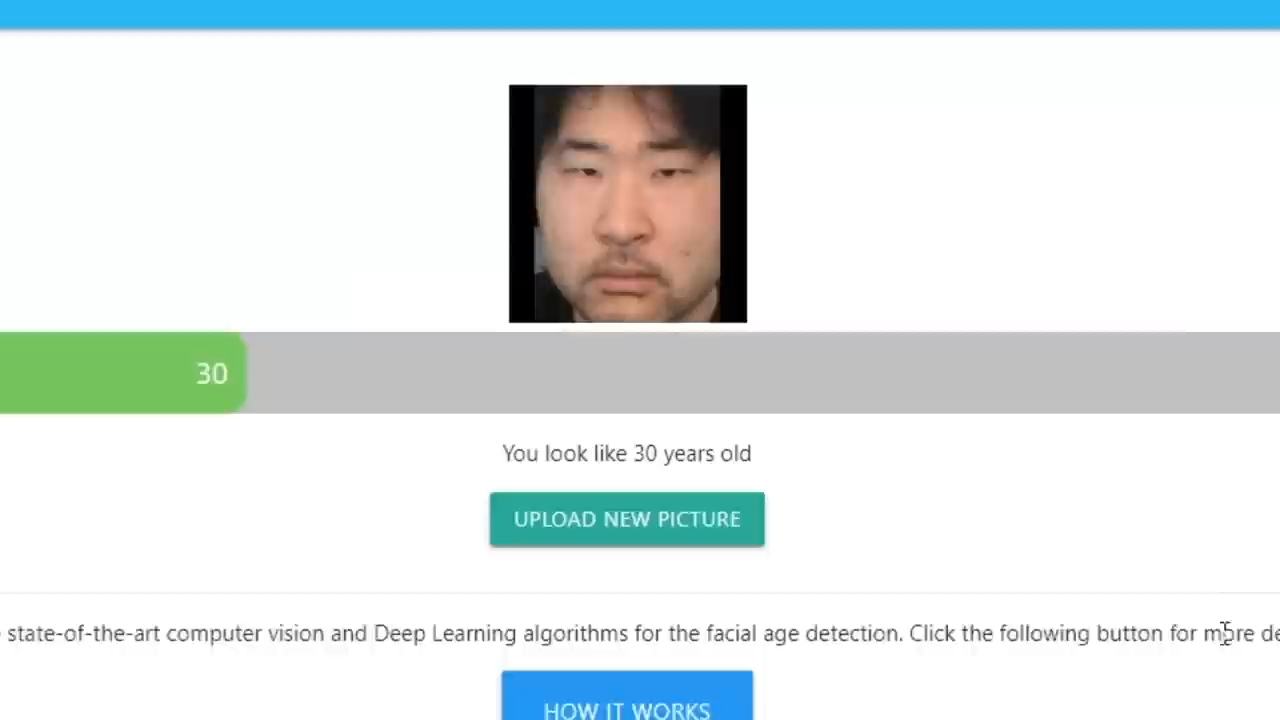 30
You look like 30 years old
UPLOAD NEW PICTURE
state-of-the-art computer vision and Deep Learning algorithms for the facial age detection. Click the following button for more
HOW IT WORKS